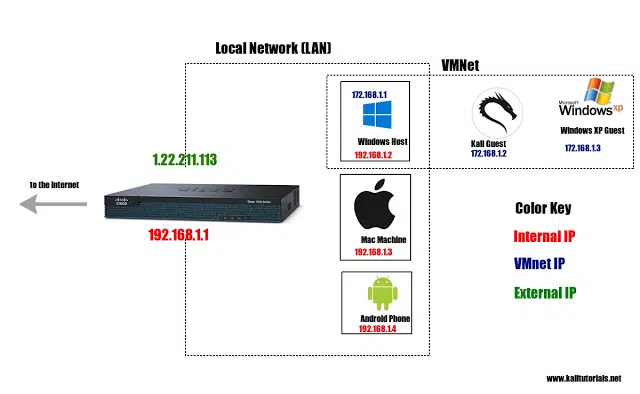 Local Network (LAN)
VMNet
172.168.1.1
Windows Host
192.168.1.2
Kali Guest
172.168.1.2
Microsoft
Windows xp
Windows XP Guest
172.168.1.3
1.22.211.113
to the Internet
CISCO
192.168.1.1
Mac Machine
192.168.1.3
Android Phone
192.168.1.4
Color Key
Internal IP
VMnet IP
External IP
www.kalitutorials.net